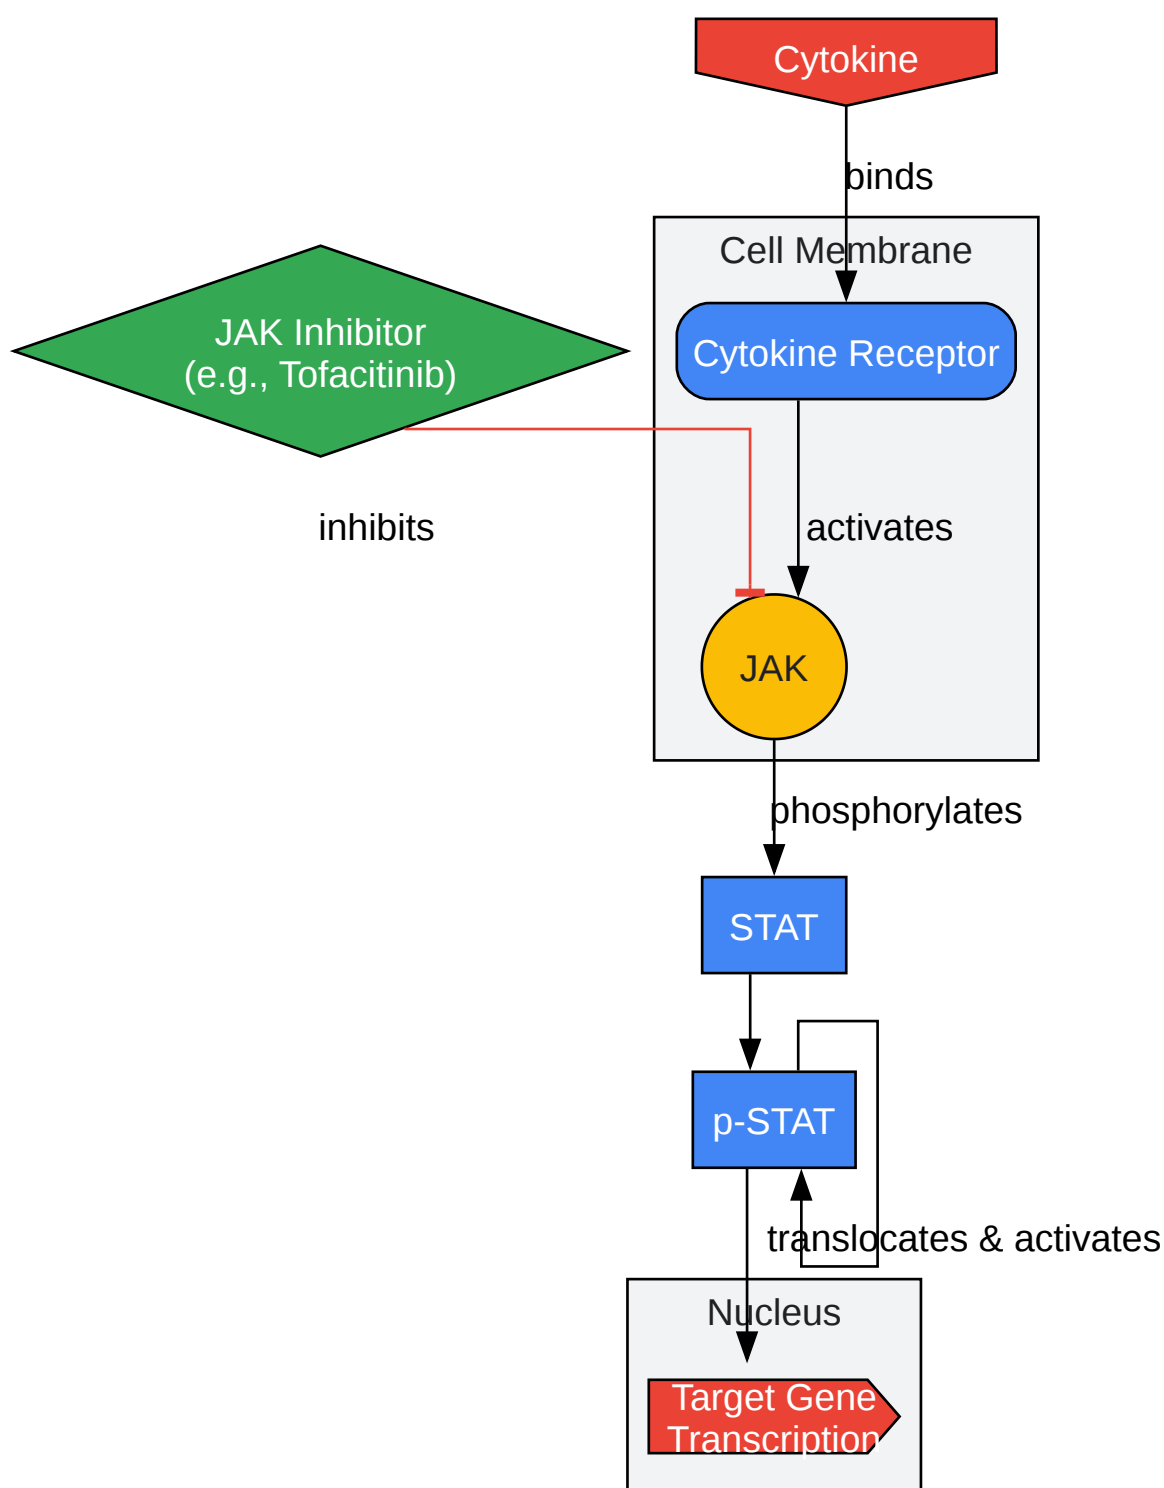 Cytokine
binds
Cell Membrane
Cytokine Receptor
JAK Inhibitor
(e.g., Tofacitinib)
inhibits
activates
JAK
phosphorylates
STAT
p-STAT
translocates & activates
Nucleus
Target Gene
Transcription